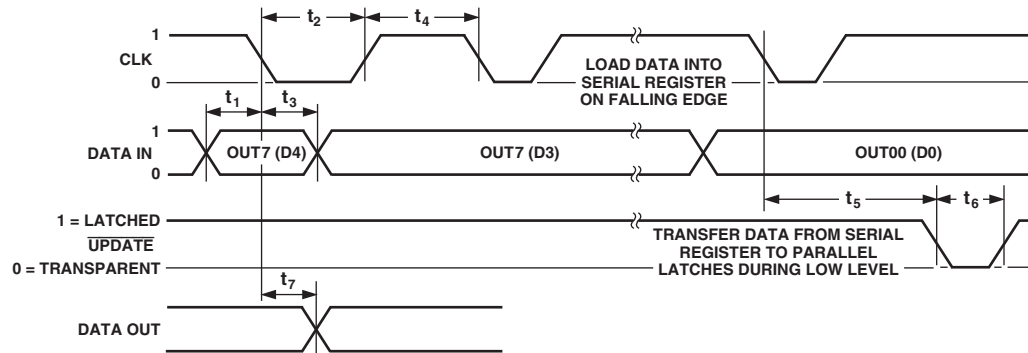 t2
t4
1
CLK
0
LOAD DATA INTO
SERIAL REGISTER
ON FALLING EDGE
t1
t3
1
DATA IN
0
OUT7 (D4)
OUT7 (D3)
OUT00 (D0)
t5
t6
1 = LATCHED
UPDATE
0 = TRANSPARENT
TRANSFER DATA FROM SERIAL
REGISTER TO PARALLEL
LATCHES DURING LOW LEVEL
t7
DATA OUT